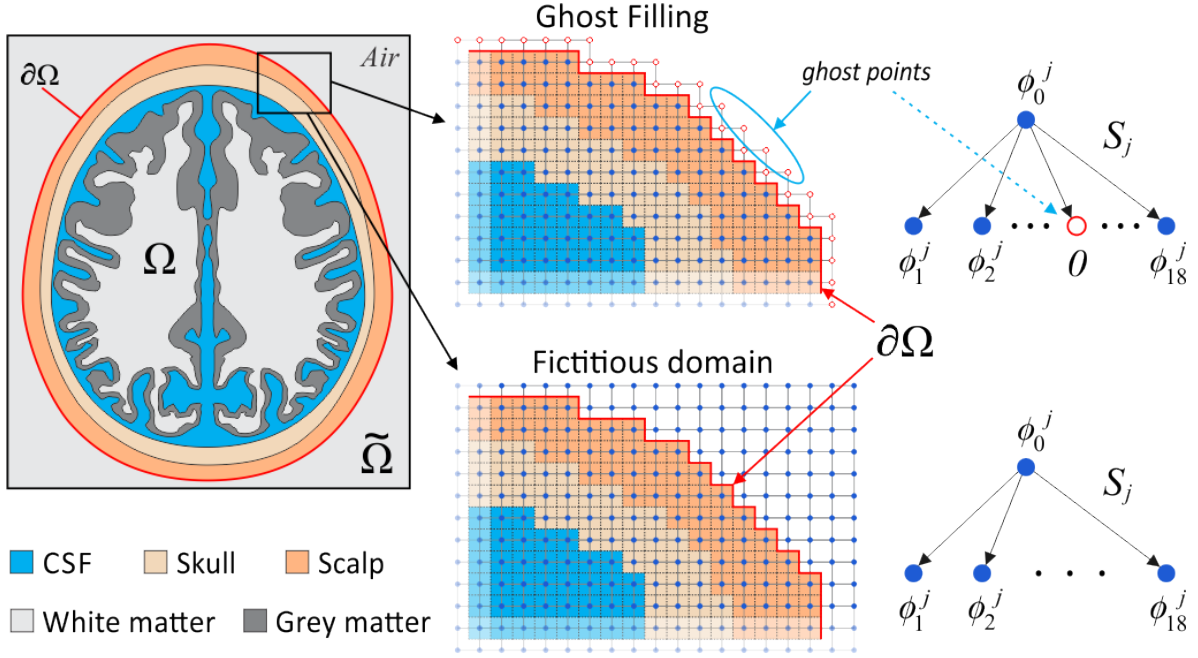 Ghost Filling
Air
∂Ω
Ω
Ω̃
ghost points
ϕ₀ʲ
Sⱼ
ϕ₁ʲ ϕ₂ʲ ••• 0 ••• ϕ₁₈ʲ
∂Ω
Fictitious domain
ϕ₀ʲ
Sⱼ
ϕ₁ʲ ϕ₂ʲ • • • ϕ₁₈ʲ
CSF Skull Scalp
White matter Grey matter